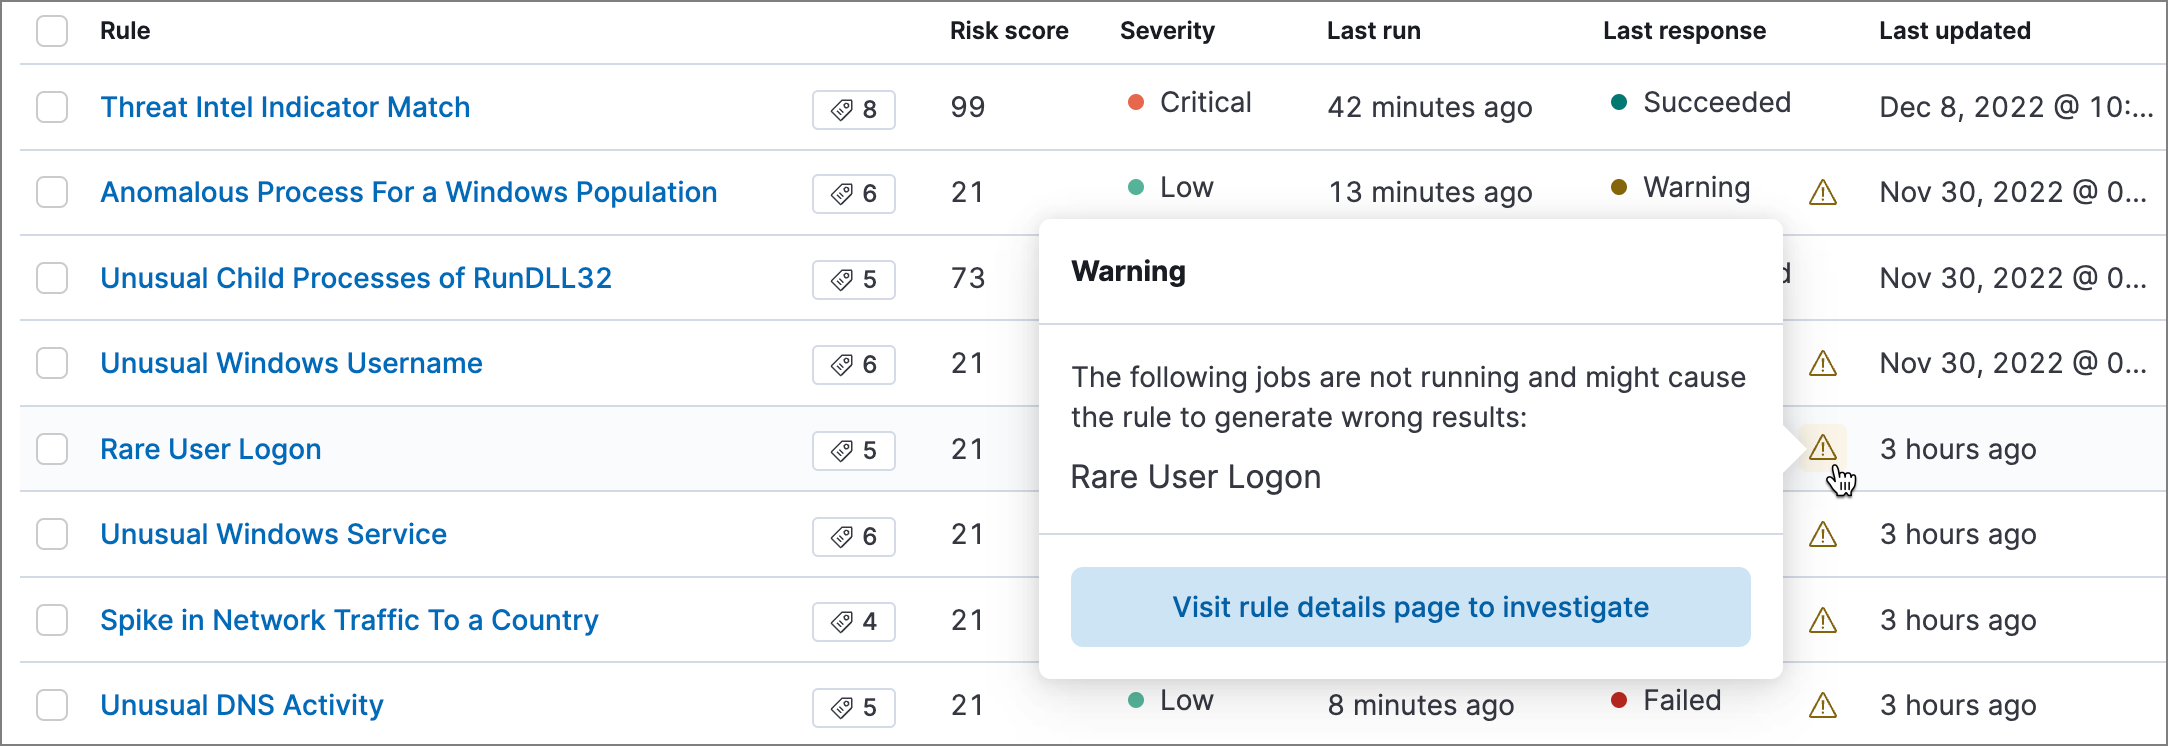 Rule Risk score Severity Last run Last response Last updated
Threat Intel Indicator Match 8 99 Critical 42 minutes ago Succeeded Dec 8, 2022 @ 10:...
Anomalous Process For a Windows Population 6 21 Low 13 minutes ago Warning Nov 30, 2022 @ 0...
Unusual Child Processes of RunDLL32 5 73 Nov 30, 2022 @ 0...
Unusual Windows Username 6 21 Nov 30, 2022 @ 0...
Rare User Logon 5 21 3 hours ago
Unusual Windows Service 6 21 3 hours ago
Spike in Network Traffic To a Country 4 21 3 hours ago
Unusual DNS Activity 5 21 Low 8 minutes ago Failed 3 hours ago
Warning
The following jobs are not running and might cause
the rule to generate wrong results:
Rare User Logon
Visit rule details page to investigate